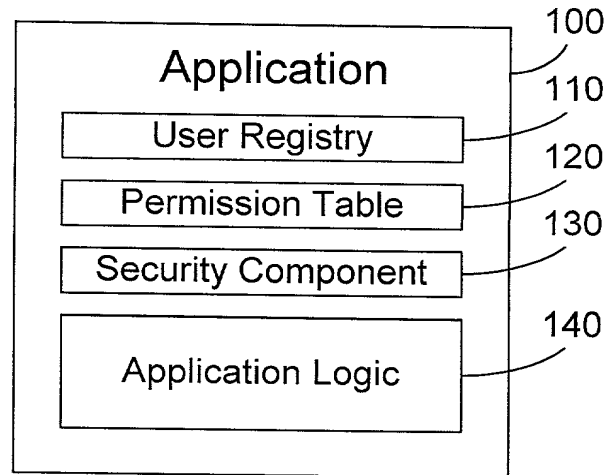 100
Application
110
User Registry
120
Permission Table
130
Security Component
140
Application Logic